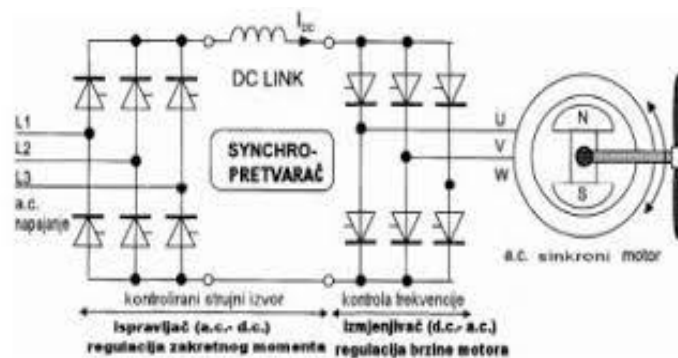 I DC
DC LINK
L1
L2
L3
a.c.
napajanje
SYNCHRO-
PRETVARAČ
U
V
W
N
S
a.c. sinkroni motor
kontrolirani strujni izvor
kontrola frekvencije
ispravljač (a.c.- d.c.)
regulacija zakretnog momenta
izmjenjivač (d.c.- a.c.)
regulacija brzine motora